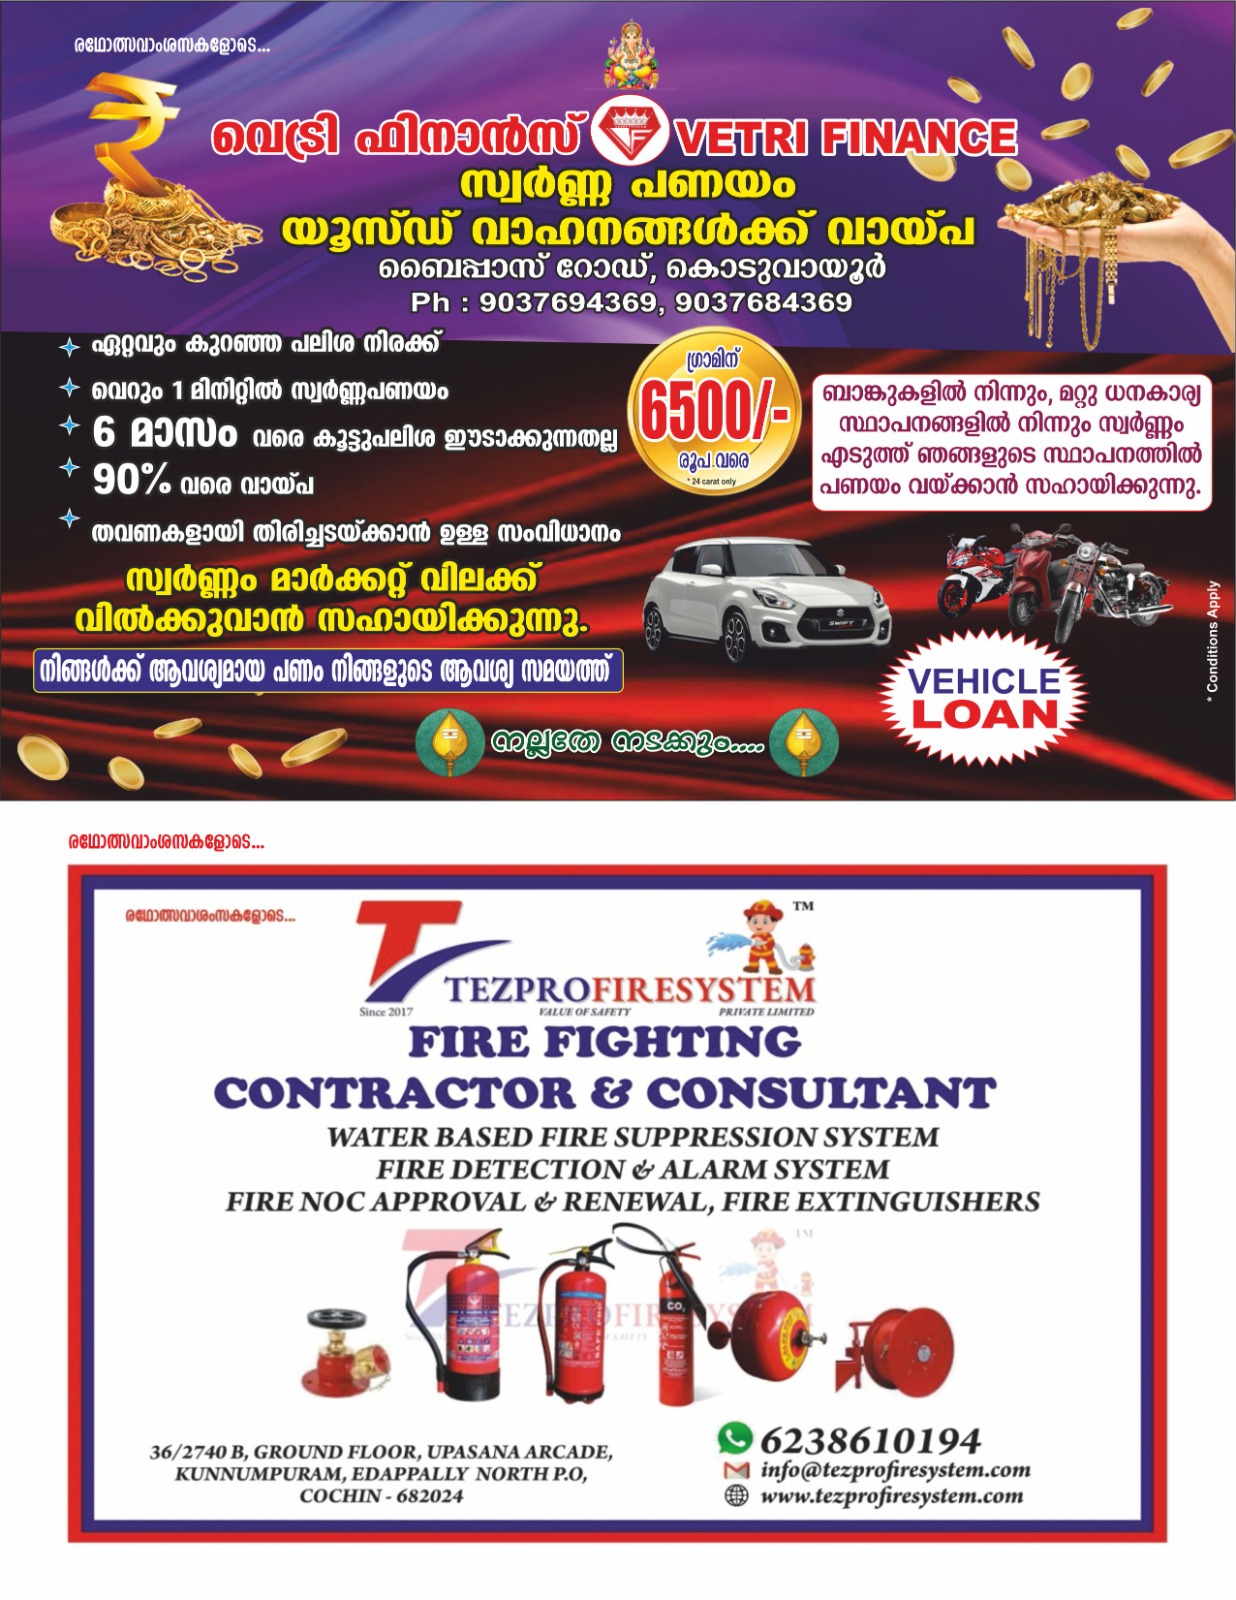 രഥോത്സവാംശസകളോടെ...
വെട്രി ഫിനാൻസ് VETRI FINANCE
സ്വർണ്ണ പണയം
യൂസ്ഡ് വാഹനങ്ങൾക്ക് വായ്പ
ബൈപ്പാസ് റോഡ്, കൊടുവായൂർ
Ph : 9037694369, 9037684369
ഏറ്റവും കുറഞ്ഞ പലിശ നിരക്ക്
വെറും 1 മിനിറ്റിൽ സ്വർണ്ണപണയം
6 മാസം വരെ കൂട്ടുപലിശ ഈടാക്കുന്നതല്ല
90% വരെ വായ്പ
തവണകളായി തിരിച്ചടയ്ക്കാൻ ഉള്ള സംവിധാനം
ഗ്രാമിന്
6500/-
രൂപ വരെ
* 24 carat only
ബാങ്കുകളിൽ നിന്നും, മറ്റു ധനകാര്യ
സ്ഥാപനങ്ങളിൽ നിന്നും സ്വർണ്ണം
എടുത്ത് ഞങ്ങളുടെ സ്ഥാപനത്തിൽ
പണയം വയ്ക്കാൻ സഹായിക്കുന്നു.
സ്വർണ്ണം മാർക്കറ്റ് വിലക്ക്
വിൽക്കുവാൻ സഹായിക്കുന്നു.
നിങ്ങൾക്ക് ആവശ്യമായ പണം നിങ്ങളുടെ ആവശ്യ സമയത്ത്
SWIFT
VEHICLE
LOAN
* Conditions Apply
നല്ലതേ നടക്കും....
രഥോത്സവാംശസകളോടെ...
രഥോത്സവാശംസകളോടെ...
TM
TEZPROFIRESYSTEM
Since 2017 VALUE OF SAFETY PRIVATE LIMITED
FIRE FIGHTING
CONTRACTOR & CONSULTANT
WATER BASED FIRE SUPPRESSION SYSTEM
FIRE DETECTION & ALARM SYSTEM
FIRE NOC APPROVAL & RENEWAL, FIRE EXTINGUISHERS
CO₂
36/2740 B, GROUND FLOOR, UPASANA ARCADE,
KUNNUMPURAM, EDAPPALLY NORTH P.O,
COCHIN - 682024
6238610194
info@tezprofiresystem.com
www.tezprofiresystem.com